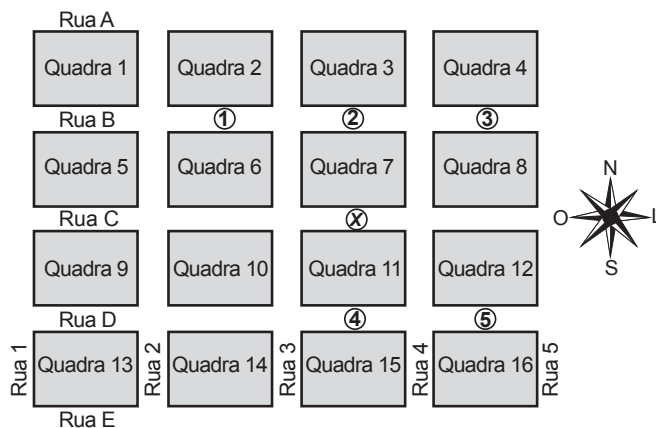 Rua A
Quadra 1 Quadra 2 Quadra 3 Quadra 4
Rua B 1 2 3
Quadra 5 Quadra 6 Quadra 7 Quadra 8
N
O L
S
Rua C X
Quadra 9 Quadra 10 Quadra 11 Quadra 12
Rua D 4 5
Rua 1 Quadra 13 Rua 2 Quadra 14 Rua 3 Quadra 15 Rua 4 Quadra 16 Rua 5
Rua E